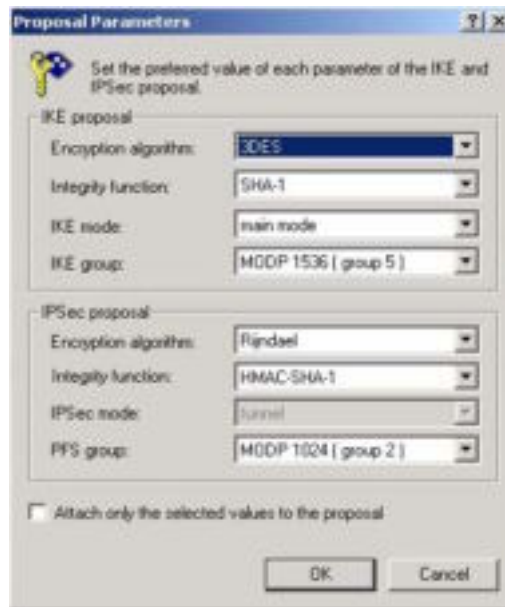 Proposal Parameters
Set the preferred value of each parameter of the IKE and
IPSec proposal.
IKE proposal
Encryption algorithm: 3DES
Integrity function: SHA-1
IKE mode: main mode
IKE group: MODP 1536 ( group 5 )
IPSec proposal
Encryption algorithm: Rijndael
Integrity function: HMAC-SHA-1
IPSec mode: tunnel
PFS group: MODP 1024 ( group 2 )
Attach only the selected values to the proposal
OK Cancel